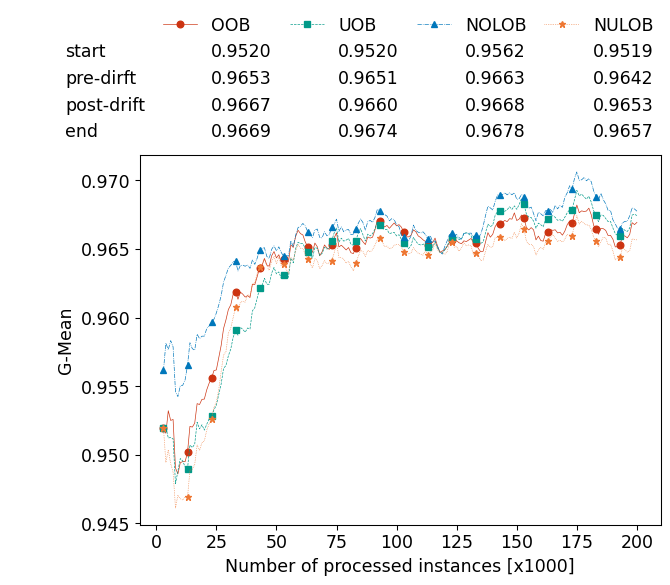 OOB UOB NOLOB NULOB
start 0.9520 0.9520 0.9562 0.9519
pre-dirft 0.9653 0.9651 0.9663 0.9642
post-drift 0.9667 0.9660 0.9668 0.9653
end 0.9669 0.9674 0.9678 0.9657
0.970
0.965
0.960
0.955
0.950
0.945
G-Mean
0 25 50 75 100 125 150 175 200
Number of processed instances [x1000]